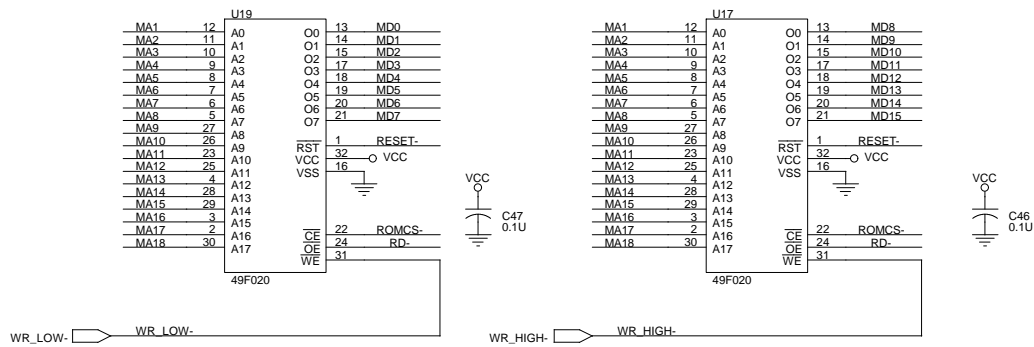 U19
MA1 12 A0 O0 13 MD0
MA2 11 A1 O1 14 MD1
MA3 10 A2 O2 15 MD2
MA4 9 A3 O3 17 MD3
MA5 8 A4 O4 18 MD4
MA6 7 A5 O5 19 MD5
MA7 6 A6 O6 20 MD6
MA8 5 A7 O7 21 MD7
MA9 27 A8
MA10 26 A9 RST 1 RESET-
MA11 23 A10 VCC 32 VCC
MA12 25 A11 VSS 16
MA13 4 A12
MA14 28 A13
MA15 29 A14
MA16 3 A15
MA17 2 A16 CE 22 ROMCS-
MA18 30 A17 OE 24 RD-
WE 31
49F020
VCC
C47
0.1U
WR_LOW- WR_LOW-
U17
MA1 12 A0 O0 13 MD8
MA2 11 A1 O1 14 MD9
MA3 10 A2 O2 15 MD10
MA4 9 A3 O3 17 MD11
MA5 8 A4 O4 18 MD12
MA6 7 A5 O5 19 MD13
MA7 6 A6 O6 20 MD14
MA8 5 A7 O7 21 MD15
MA9 27 A8
MA10 26 A9 RST 1 RESET-
MA11 23 A10 VCC 32 VCC
MA12 25 A11 VSS 16
MA13 4 A12
MA14 28 A13
MA15 29 A14
MA16 3 A15
MA17 2 A16 CE 22 ROMCS-
MA18 30 A17 OE 24 RD-
WE 31
49F020
VCC
C46
0.1U
WR_HIGH- WR_HIGH-